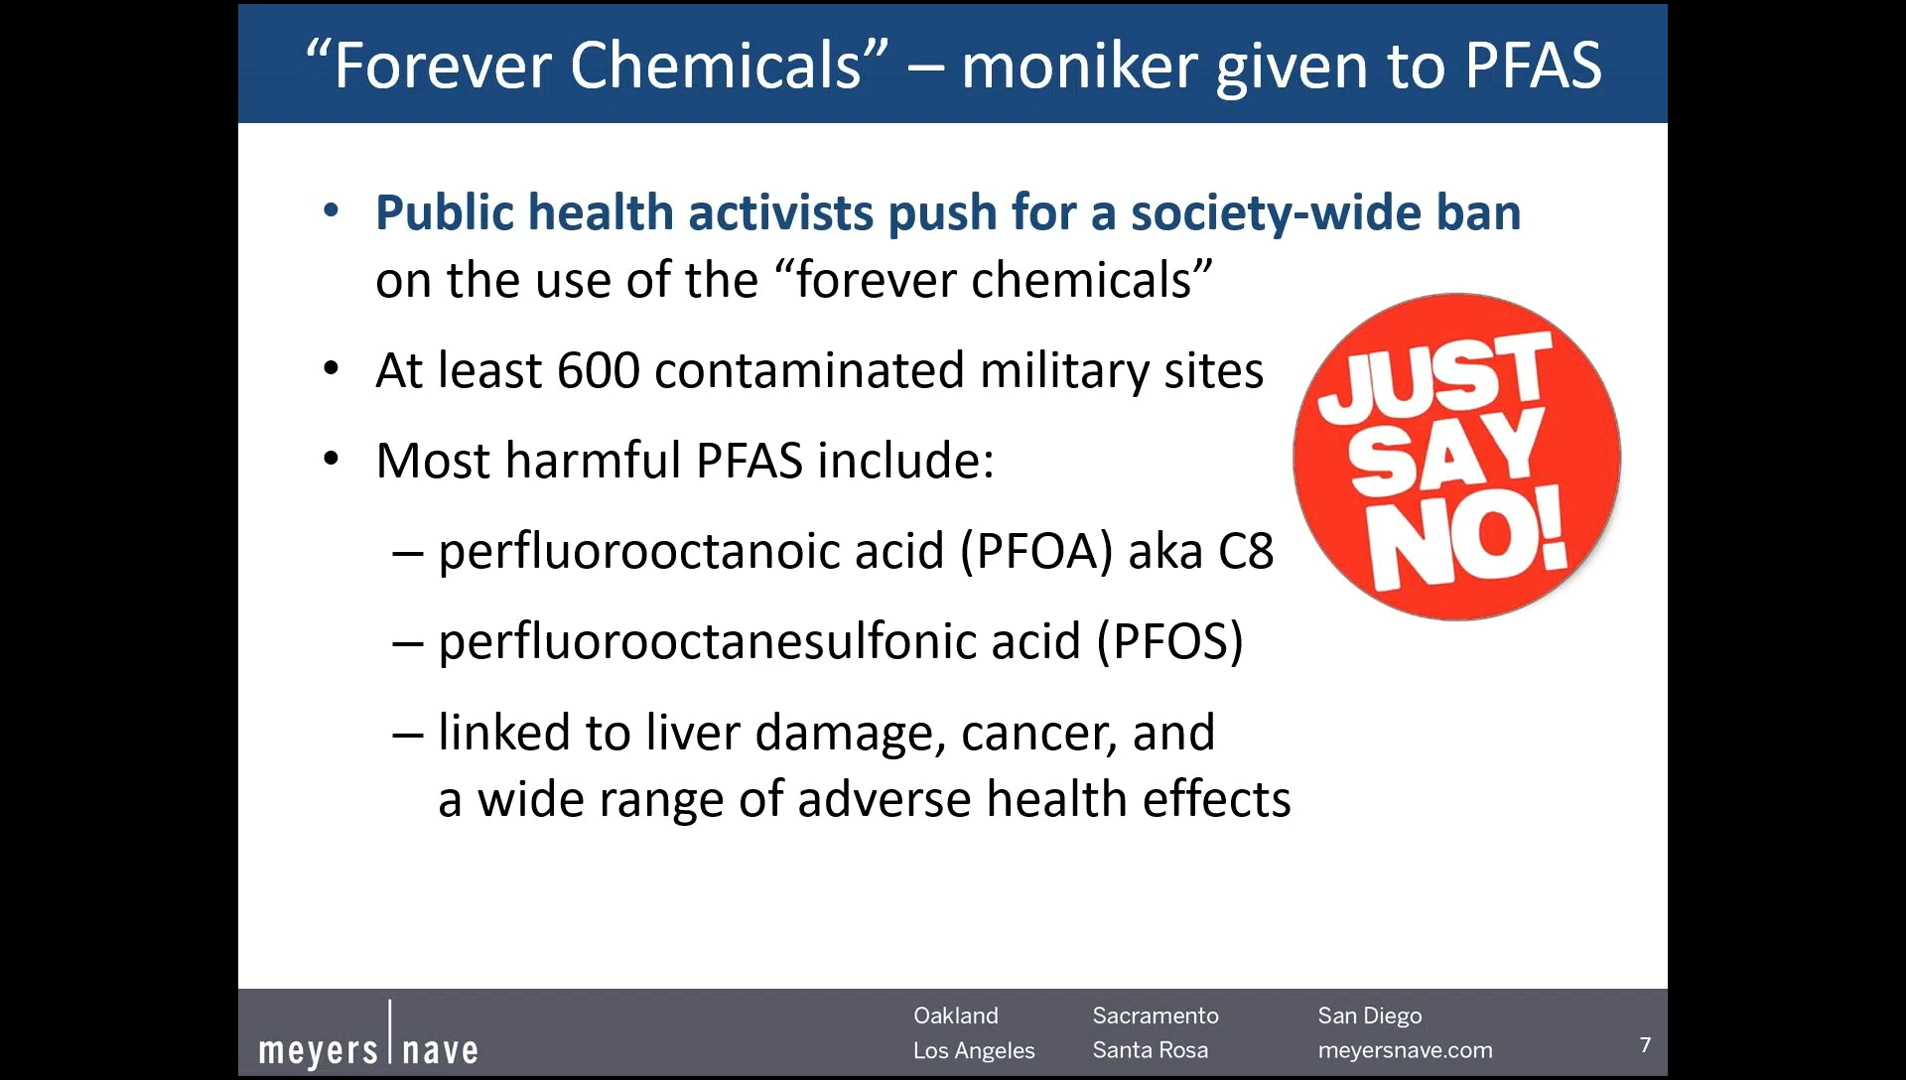 “Forever Chemicals” – moniker given to PFAS
• Public health activists push for a society-wide ban
on the use of the “forever chemicals”
• At least 600 contaminated military sites
• Most harmful PFAS include:
– perfluorooctanoic acid (PFOA) aka C8
– perfluorooctanesulfonic acid (PFOS)
– linked to liver damage, cancer, and
a wide range of adverse health effects
JUST
SAY
NO!
meyers nave
Oakland
Los Angeles
Sacramento
Santa Rosa
San Diego
meyersnave.com
7